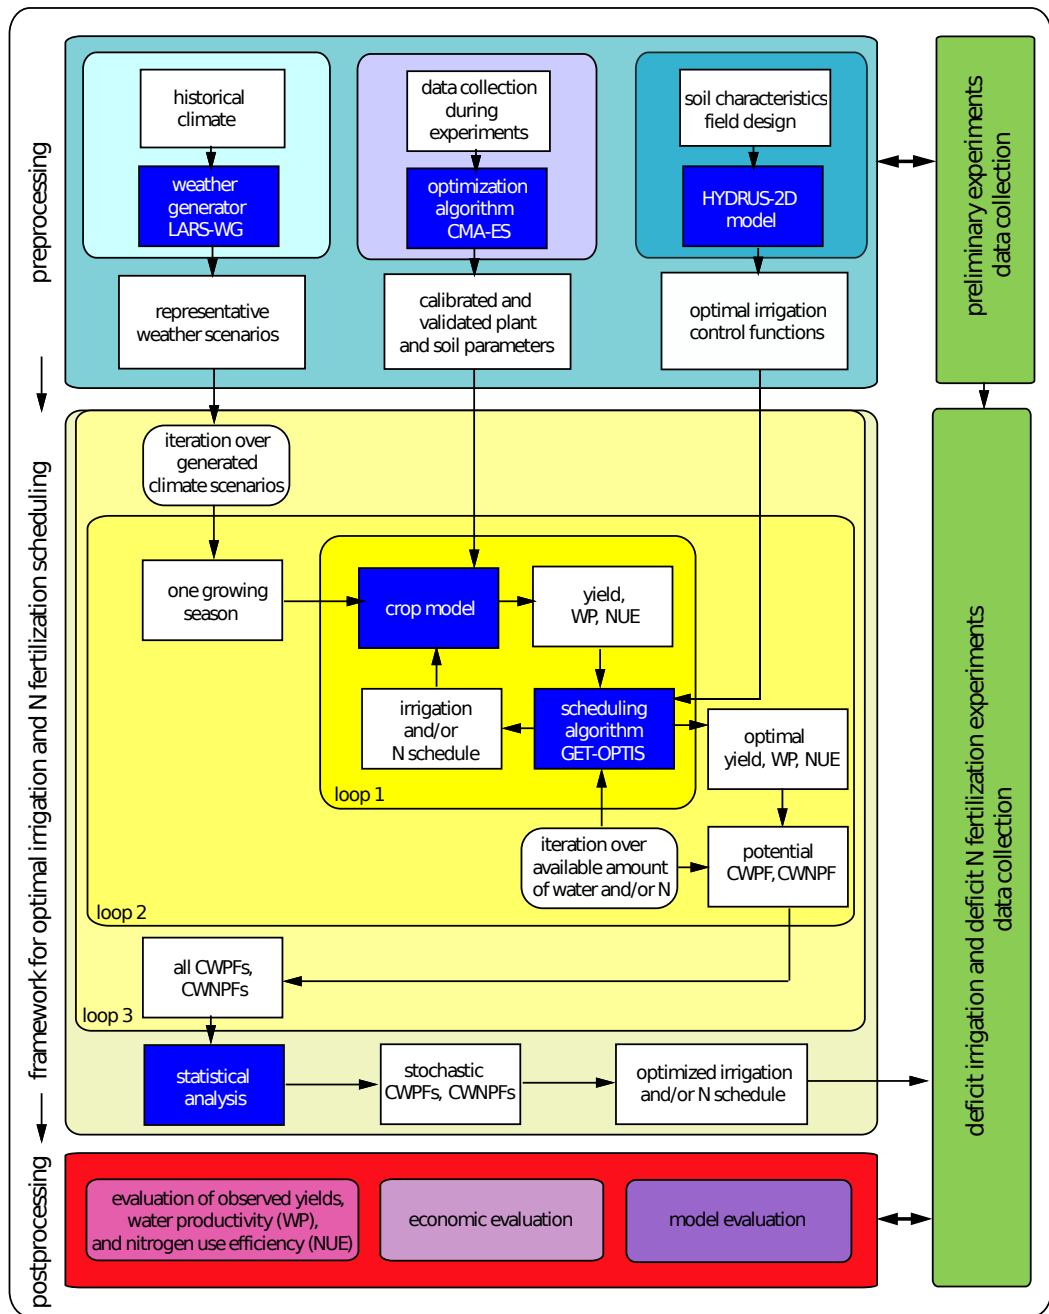 preprocessing
historical
climate
weather
generator
LARS-WG
representative
weather scenarios
data collection
during
experiments
optimization
algorithm
CMA-ES
calibrated and
validated plant
and soil parameters
soil characteristics
field design
HYDRUS-2D
model
optimal irrigation
control functions
preliminary experiments
data collection
framework for optimal irrigation and N fertilization scheduling
iteration over
generated
climate scenarios
one growing
season
crop model
yield,
WP, NUE
irrigation
and/or
N schedule
scheduling
algorithm
GET-OPTIS
loop 1
optimal
yield, WP, NUE
iteration over
available amount
of water and/or N
potential
CWPF, CWNPF
loop 2
all CWPFs,
CWNPFs
loop 3
statistical
analysis
stochastic
CWPFs, CWNPFs
optimized irrigation
and/or N schedule
deficit irrigation and deficit N fertilization experiments
data collection
postprocessing
evaluation of observed yields,
water productivity (WP),
and nitrogen use efficiency (NUE)
economic evaluation
model evaluation